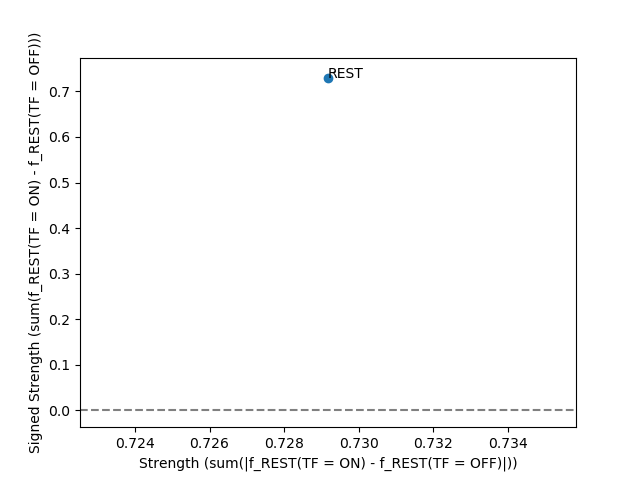 REST
Signed Strength (sum(f_REST(TF = ON) - f_REST(TF = OFF)))
0.7
0.6
0.5
0.4
0.3
0.2
0.1
0.0
0.724 0.726 0.728 0.730 0.732 0.734
Strength (sum(|f_REST(TF = ON) - f_REST(TF = OFF)|))